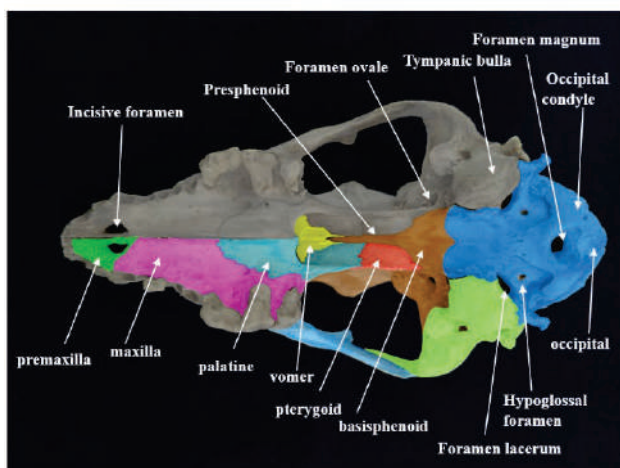 Foramen magnum
Tympanic bulla
Foramen ovale
Occipital
condyle
Presphenoid
Incisive foramen
premaxilla
maxilla
palatine
vomer
pterygoid
basisphenoid
occipital
Hypoglossal
foramen
Foramen lacerum